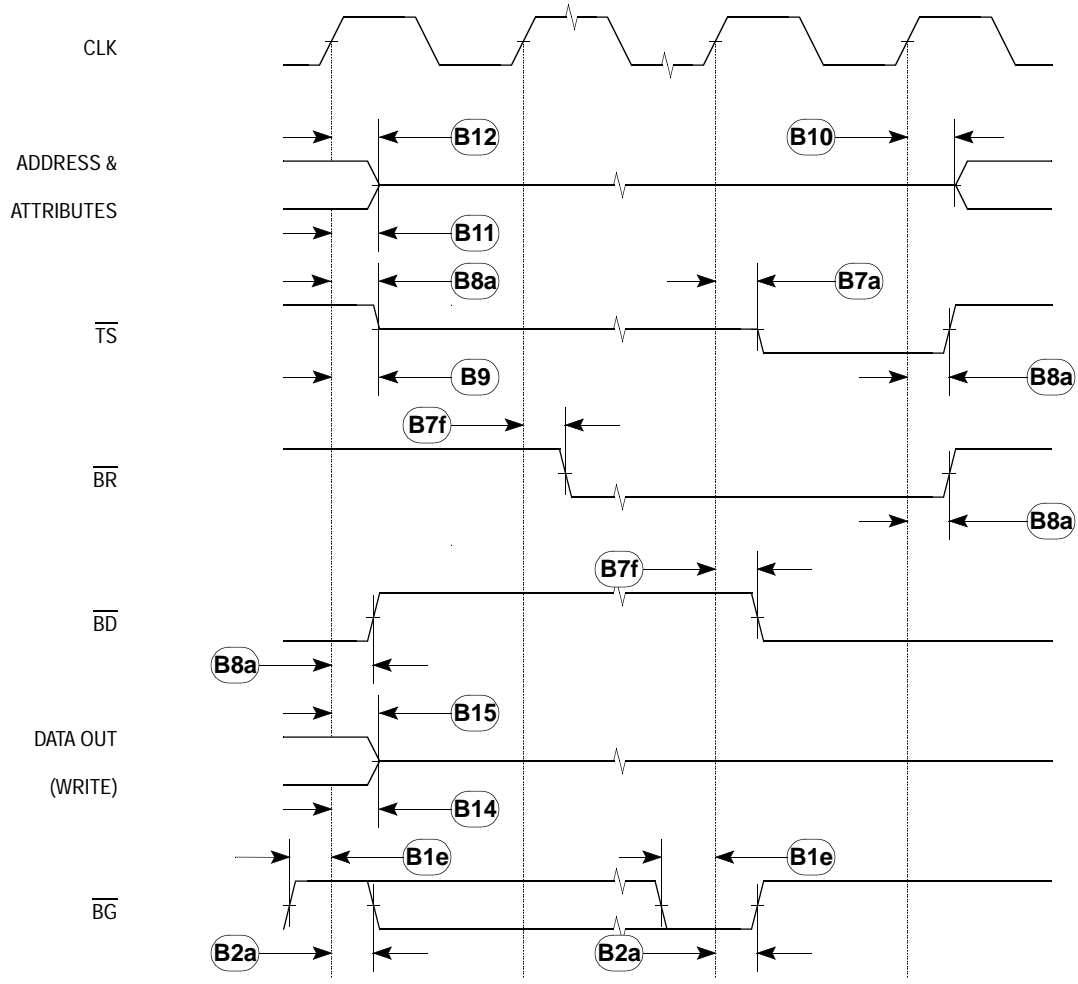 CLK
B12
B10
ADDRESS &
ATTRIBUTES
B11
B8a
B7a
TS
B9
B8a
B7f
BR
B8a
B7f
BD
B8a
B15
DATA OUT
(WRITE)
B14
B1e
B1e
BG
B2a
B2a